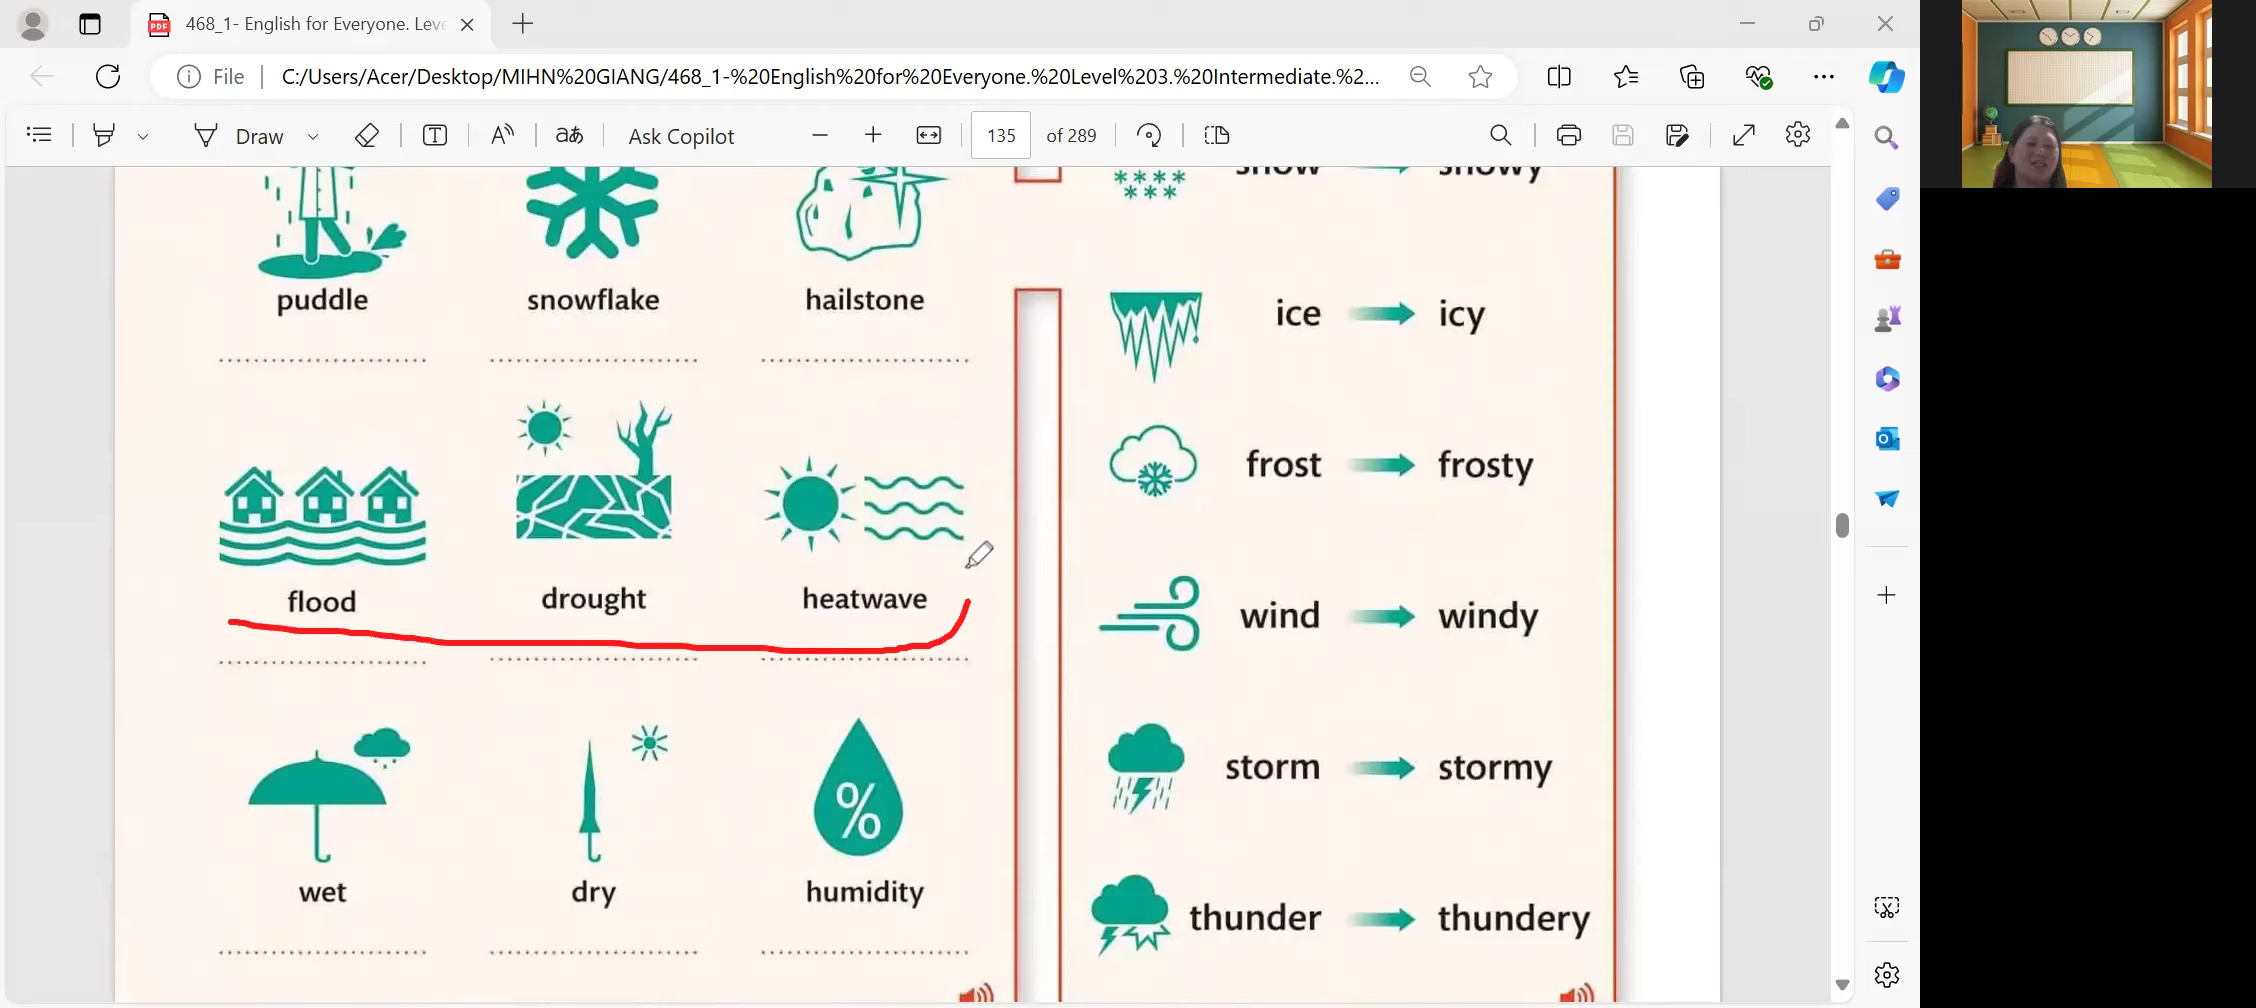 468_1- English for Everyone. Leve
File
C:/Users/Acer/Desktop/MIHN%20GIANG/468_1-%20English%20for%20Everyone.%20Level%203.%20Intermediate.%2...
Draw
Ask Copilot
135
of 289
puddle
snowflake
hailstone
flood
drought
heatwave
wet
dry
%
humidity
snow snowy
ice icy
frost frosty
wind windy
storm stormy
thunder thundery